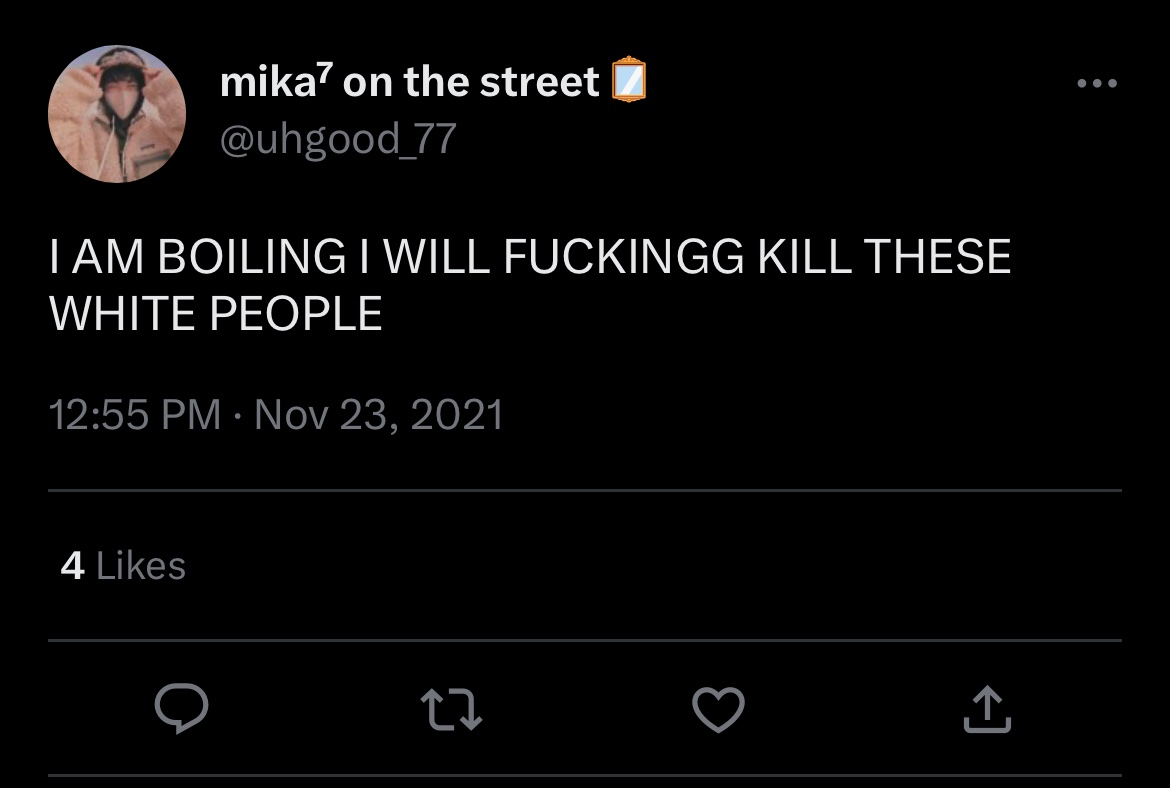 mika⁷ on the street 🪞
@uhgood_77
I AM BOILING I WILL FUCKINGG KILL THESE
WHITE PEOPLE
12:55 PM · Nov 23, 2021
4 Likes